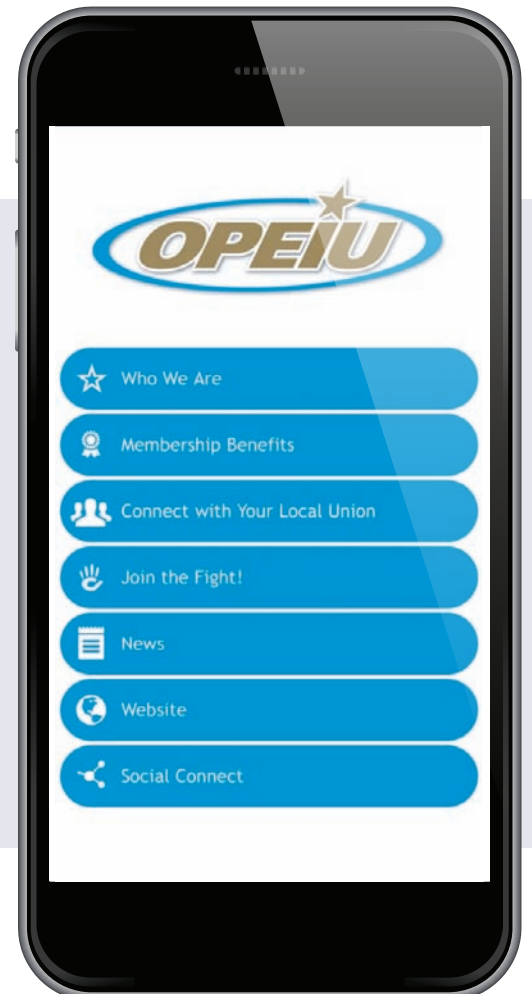 OPEIU
Who We Are
Membership Benefits
Connect with Your Local Union
Join the Fight!
News
Website
Social Connect